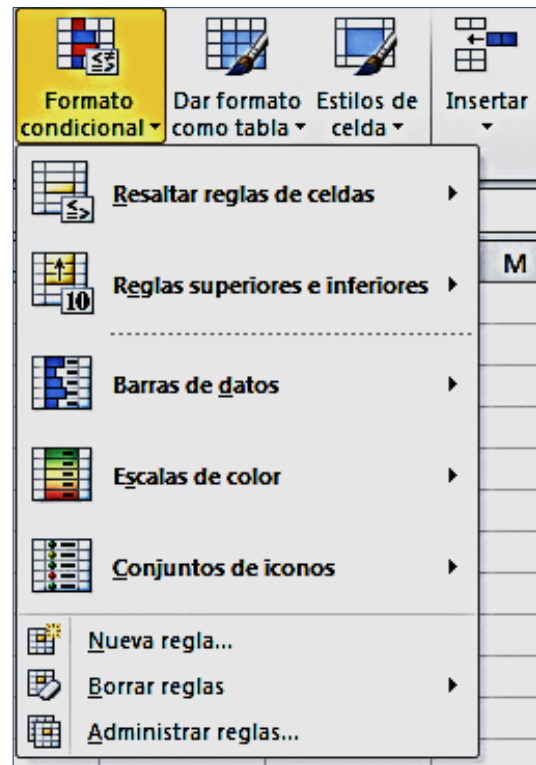 Formato condicional
Dar formato como tabla
Estilos de celda
Insertar
Resaltar reglas de celdas
Reglas superiores e inferiores
10
Barras de datos
Escalas de color
Conjuntos de iconos
Nueva regla...
Borrar reglas
Administrar reglas...
M